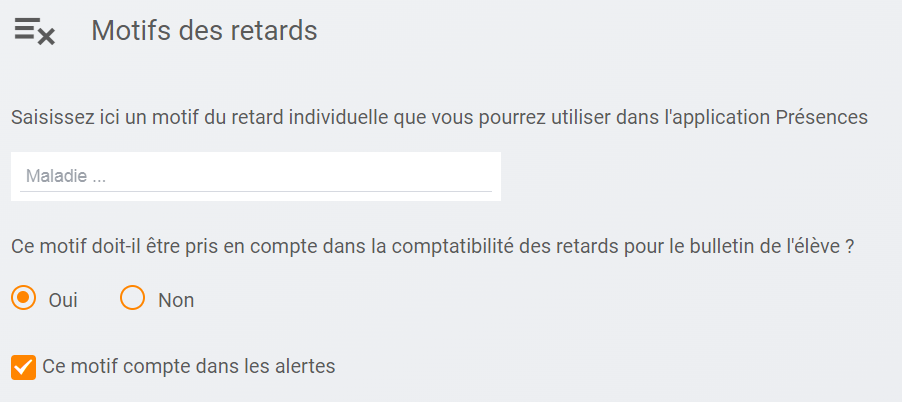 Motifs des retards
Saisissez ici un motif du retard individuelle que vous pourrez utiliser dans l'application Présences
Maladie ...
Ce motif doit-il être pris en compte dans la comptatibilité des retards pour le bulletin de l'élève ?
Oui Non
Ce motif compte dans les alertes